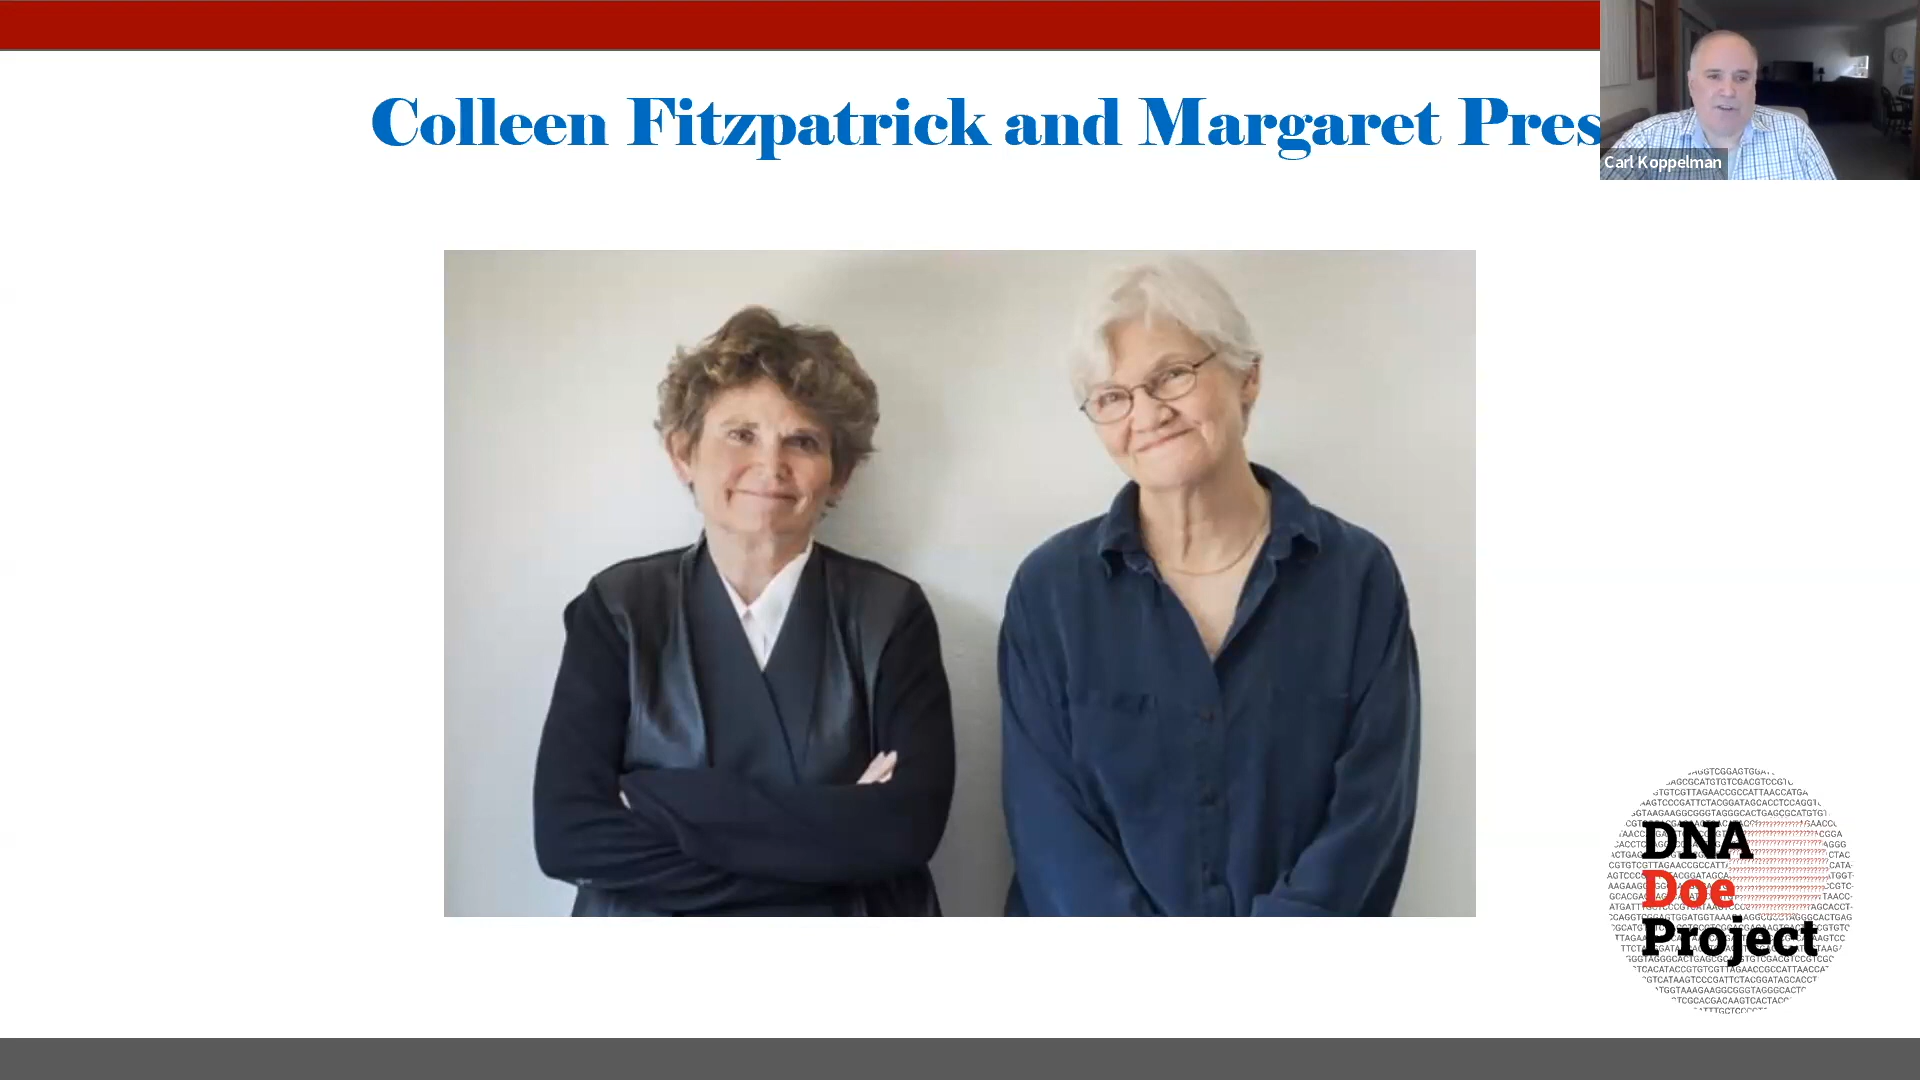 Colleen Fitzpatrick and Margaret Pres
Carl Koppelman
DNA
Doe
Project